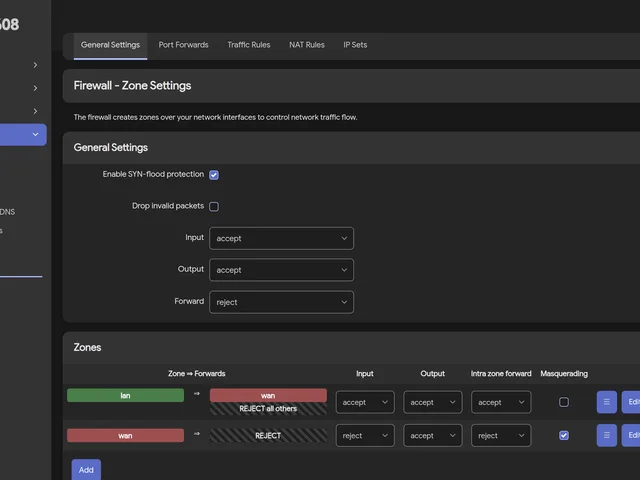 608
General Settings Port Forwards Traffic Rules NAT Rules IP Sets
Firewall - Zone Settings
The firewall creates zones over your network interfaces to control network traffic flow.
General Settings
Enable SYN-flood protection
Drop invalid packets
DNS
s
Input accept
Output accept
Forward reject
Zones
Zone ⇒ Forwards Input Output Intra zone forward Masquerading
lan ⇒ wan accept accept accept Edi
REJECT all others
wan ⇒ REJECT reject accept reject Edi
Add